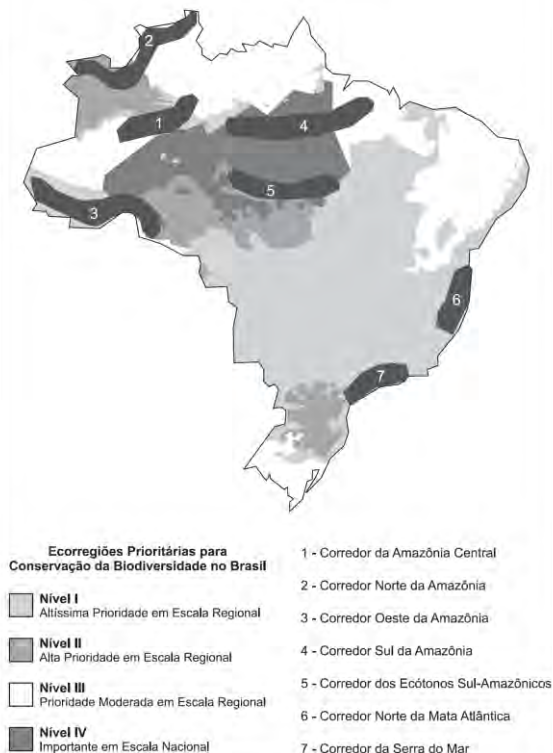 2
1
4
5
3
6
7
Ecorregiões Prioritárias para
Conservação da Biodiversidade no Brasil
Nível I
Altíssima Prioridade em Escala Regional
Nível II
Alta Prioridade em Escala Regional
Nível III
Prioridade Moderada em Escala Regional
Nível IV
Importante em Escala Nacional
1 - Corredor da Amazônia Central
2 - Corredor Norte da Amazônia
3 - Corredor Oeste da Amazônia
4 - Corredor Sul da Amazônia
5 - Corredor dos Ecótonos Sul-Amazônicos
6 - Corredor Norte da Mata Atlântica
7 - Corredor da Serra do Mar